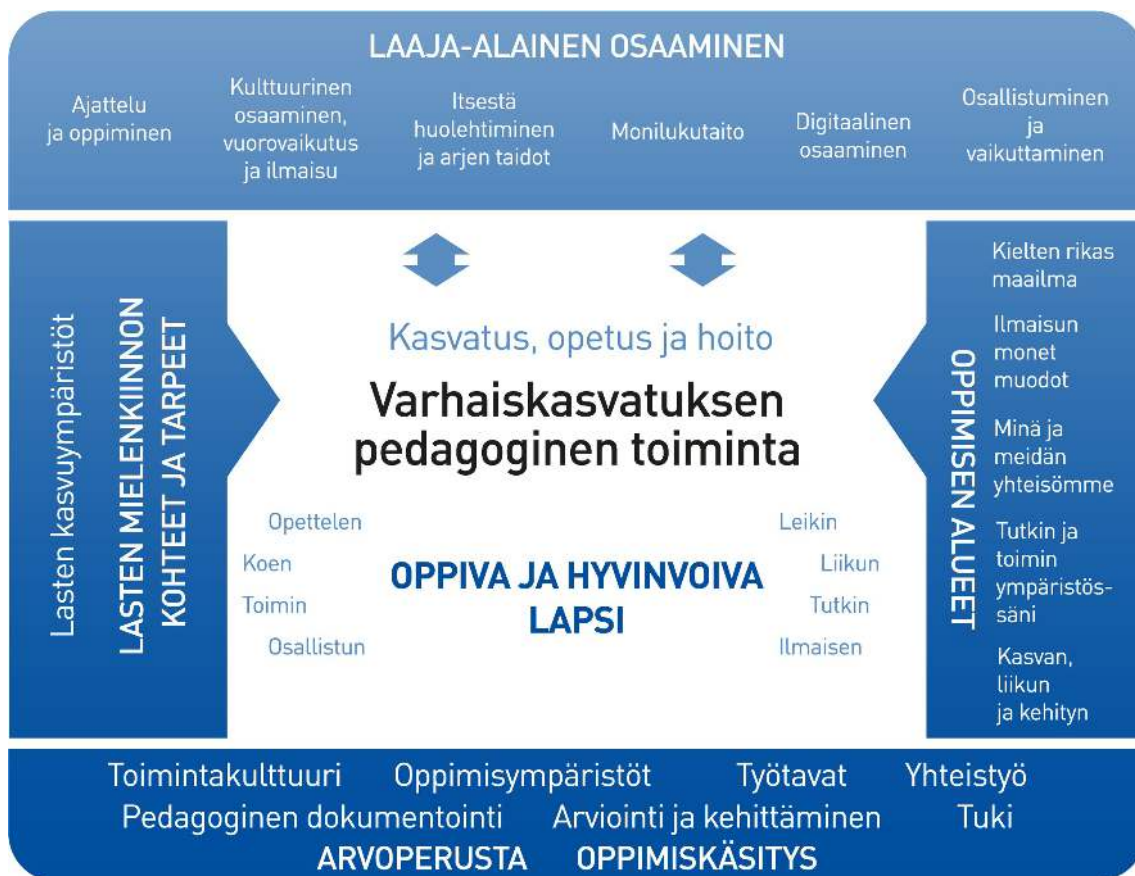 LAAJA-ALAINEN OSAAMINEN
Ajattelu
ja oppiminen
Kulttuurinen
osaaminen,
vuorovaikutus
ja ilmaisu
Itsestä
huolehtiminen
ja arjen taidot
Monilukutaito
Digitaalinen
osaaminen
Osallistuminen
ja
vaikuttaminen
Lasten kasvuympäristöt
LASTEN MIELENKIINNON
KOHTEET JA TARPEET
Kasvatus, opetus ja hoito
Varhaiskasvatuksen
pedagoginen toiminta
Opettelen
Koen
Toimin
Osallistun
OPPIVA JA HYVINVOIVA
LAPSI
Leikin
Liikun
Tutkin
Ilmaisen
OPPIMISEN ALUEET
Kielten rikas
maailma
Ilmaisun
monet
muodot
Minä ja
meidän
yhteisömme
Tutkin ja
toimin
ympäristös-
säni
Kasvan,
liikun
ja kehityn
Toimintakulttuuri Oppimisympäristöt Työtavat Yhteistyö
Pedagoginen dokumentointi Arviointi ja kehittäminen Tuki
ARVOPERUSTA OPPIMISKÄSITYS